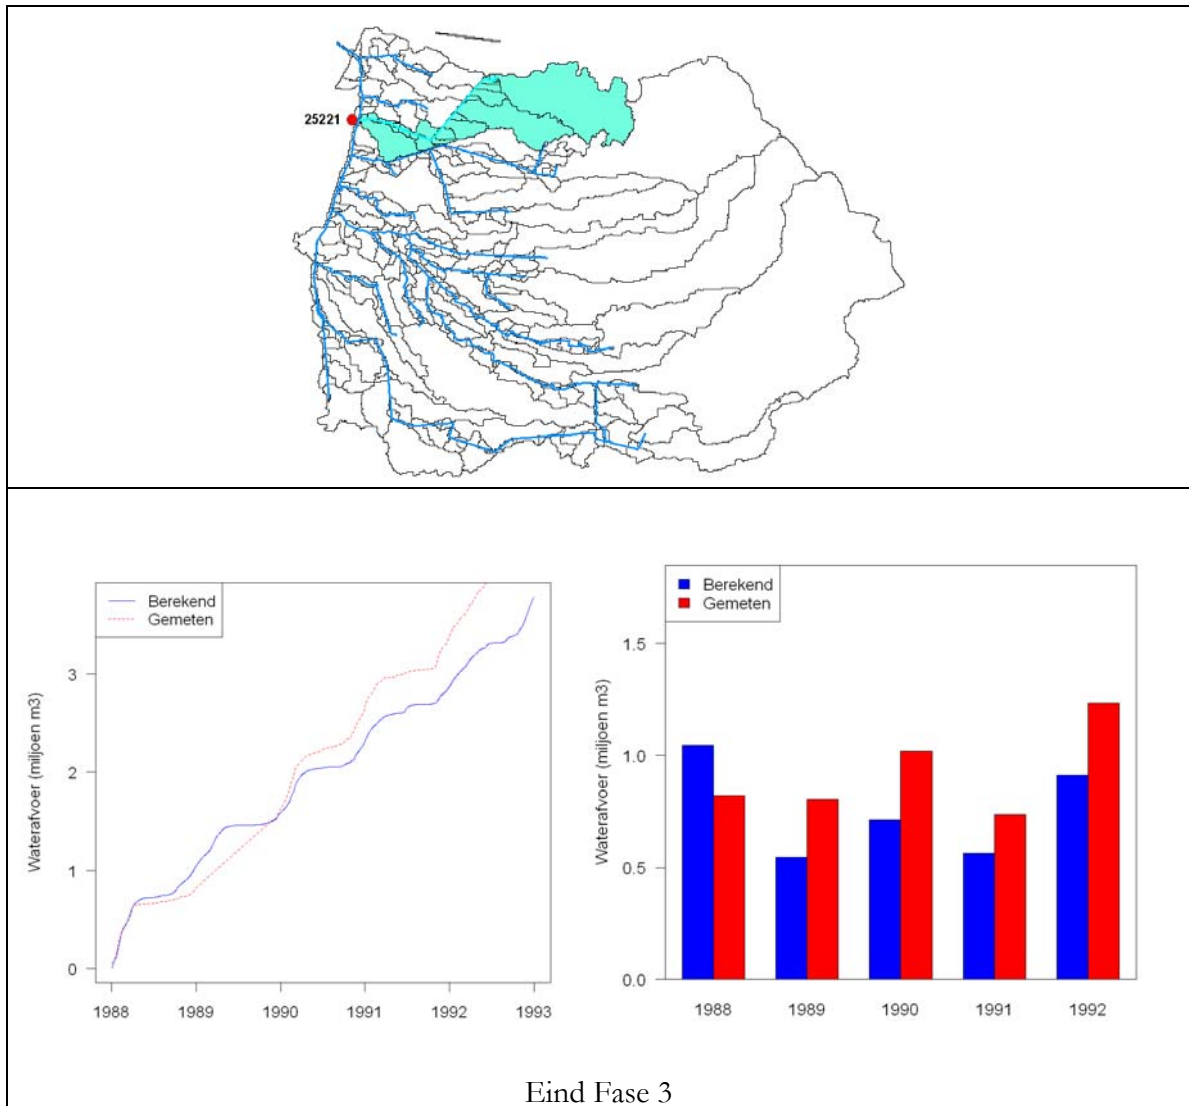 25221
Berekend
Gemeten
Waterafvoer (miljoen m3)
3
2
1
0
1988 1989 1990 1991 1992 1993
Berekend
Gemeten
Waterafvoer (miljoen m3)
1.5
1.0
0.5
0.0
1988 1989 1990 1991 1992
Eind Fase 3